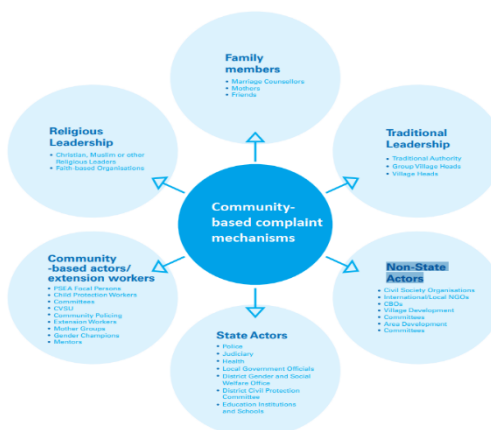 Family
members
• Marriage Counsellors
• Mothers
• Friends
Religious
Leadership
• Christian, Muslim or other
Religious Leaders
• Faith-based Organisations
Traditional
Leadership
• Traditional Authority
• Group Village Heads
• Village Heads
Community-
based complaint
mechanisms
Community
-based actors/
extension workers
• PSEA Focal Persons
• Child Protection Workers
• Committees
• CVSU
• Community Policing
• Extension Workers
• Mother Groups
• Gender Champions
• Mentors
Non-State
Actors
• Civil Society Organisations
• International/Local NGOs
• CBOs
• Village Development
• Committees
• Area Development
• Committees
State Actors
• Police
• Judiciary
• Health
• Local Government Officials
• District Gender and Social
Welfare Office
• District Civil Protection
Committee
• Education Institutions
and Schools